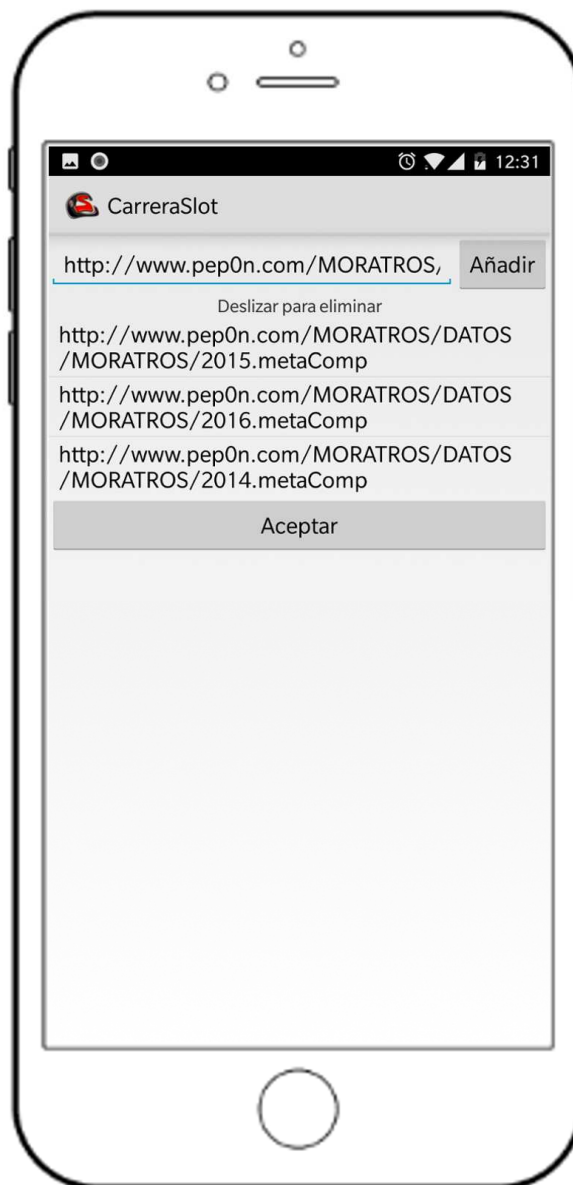 12:31
CarreraSlot
http://www.pep0n.com/MORATROS/
Añadir
Deslizar para eliminar
http://www.pep0n.com/MORATROS/DATOS
/MORATROS/2015.metaComp
http://www.pep0n.com/MORATROS/DATOS
/MORATROS/2016.metaComp
http://www.pep0n.com/MORATROS/DATOS
/MORATROS/2014.metaComp
Aceptar